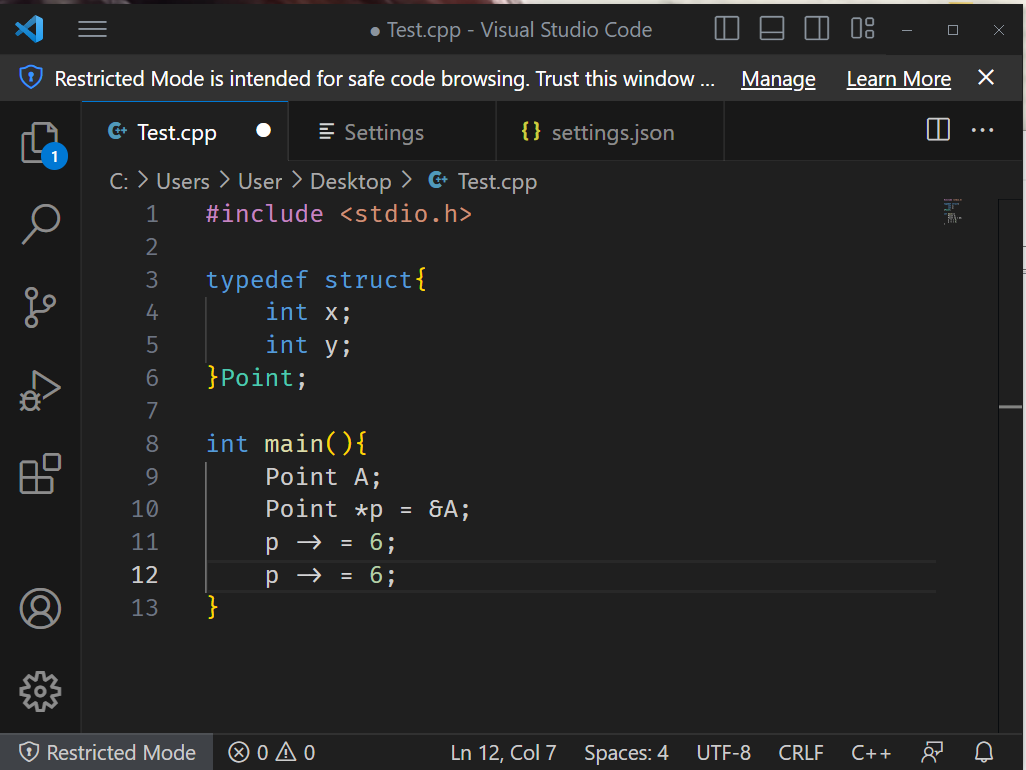 ● Test.cpp - Visual Studio Code
Restricted Mode is intended for safe code browsing. Trust this window ... Manage Learn More
Test.cpp Settings {} settings.json
1
C: > Users > User > Desktop > Test.cpp
1 #include <stdio.h>
2
3 typedef struct{
4 int x;
5 int y;
6 }Point;
7
8 int main(){
9 Point A;
10 Point *p = &A;
11 p → = 6;
12 p → = 6;
13 }
Restricted Mode 0 0 Ln 12, Col 7 Spaces: 4 UTF-8 CRLF C++